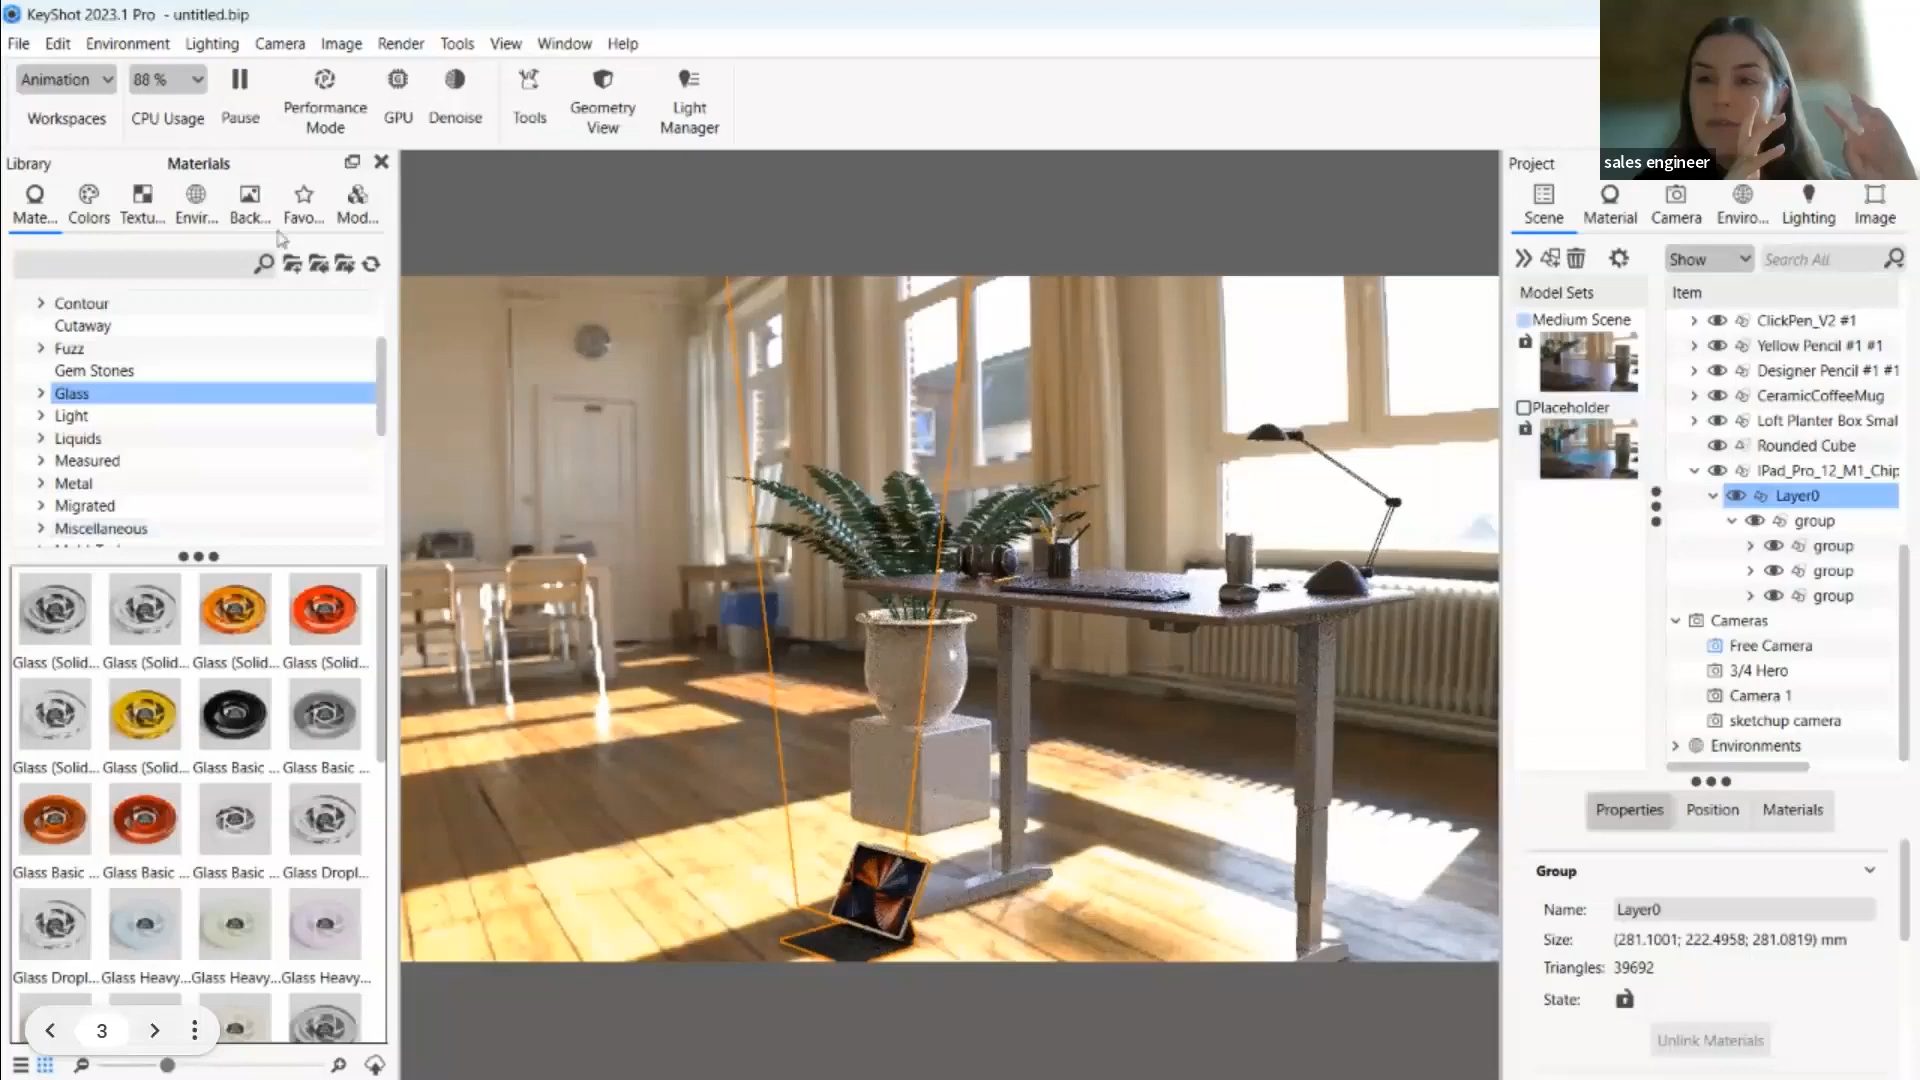 KeyShot 2023.1 Pro - untitled.bip
File Edit Environment Lighting Camera Image Render Tools View Window Help
Animation 88 %
Workspaces CPU Usage Pause Performance Mode GPU Denoise Tools Geometry View Light Manager
sales engineer
Library Materials
Mate... Colors Textu... Envir... Back... Favo... Mod...
Contour
Cutaway
Fuzz
Gem Stones
Glass
Light
Liquids
Measured
Metal
Migrated
Miscellaneous
Glass (Solid... Glass (Solid... Glass (Solid... Glass (Solid...
Glass (Solid... Glass (Solid... Glass Basic ... Glass Basic ...
Glass Basic ... Glass Basic ... Glass Basic ... Glass Dropl...
Glass Dropl... Glass Heavy... Glass Heavy... Glass Heavy...
3
Project
Scene Material Camera Enviro... Lighting Image
Show Search All
Model Sets
Medium Scene
Placeholder
Item
ClickPen_V2 #1
Yellow Pencil #1 #1
Designer Pencil #1 #1
CeramicCoffeeMug
Loft Planter Box Smal
Rounded Cube
IPad_Pro_12_M1_Chip
Layer0
group
group
group
group
Cameras
Free Camera
3/4 Hero
Camera 1
sketchup camera
Environments
Properties Position Materials
Group
Name: Layer0
Size: (281.1001; 222.4958; 281.0819) mm
Triangles: 39692
State:
Unlink Materials